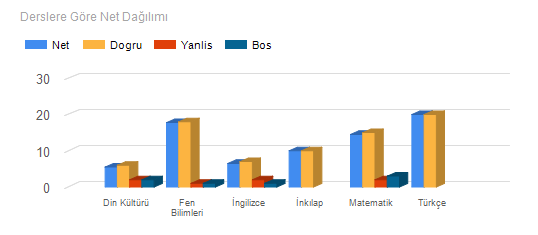 Derslere Göre Net Dağılımı
Net Dogru Yanlis Bos
30
20
10
0
Din Kültürü Fen Bilimleri İngilizce İnkılap Matematik Türkçe